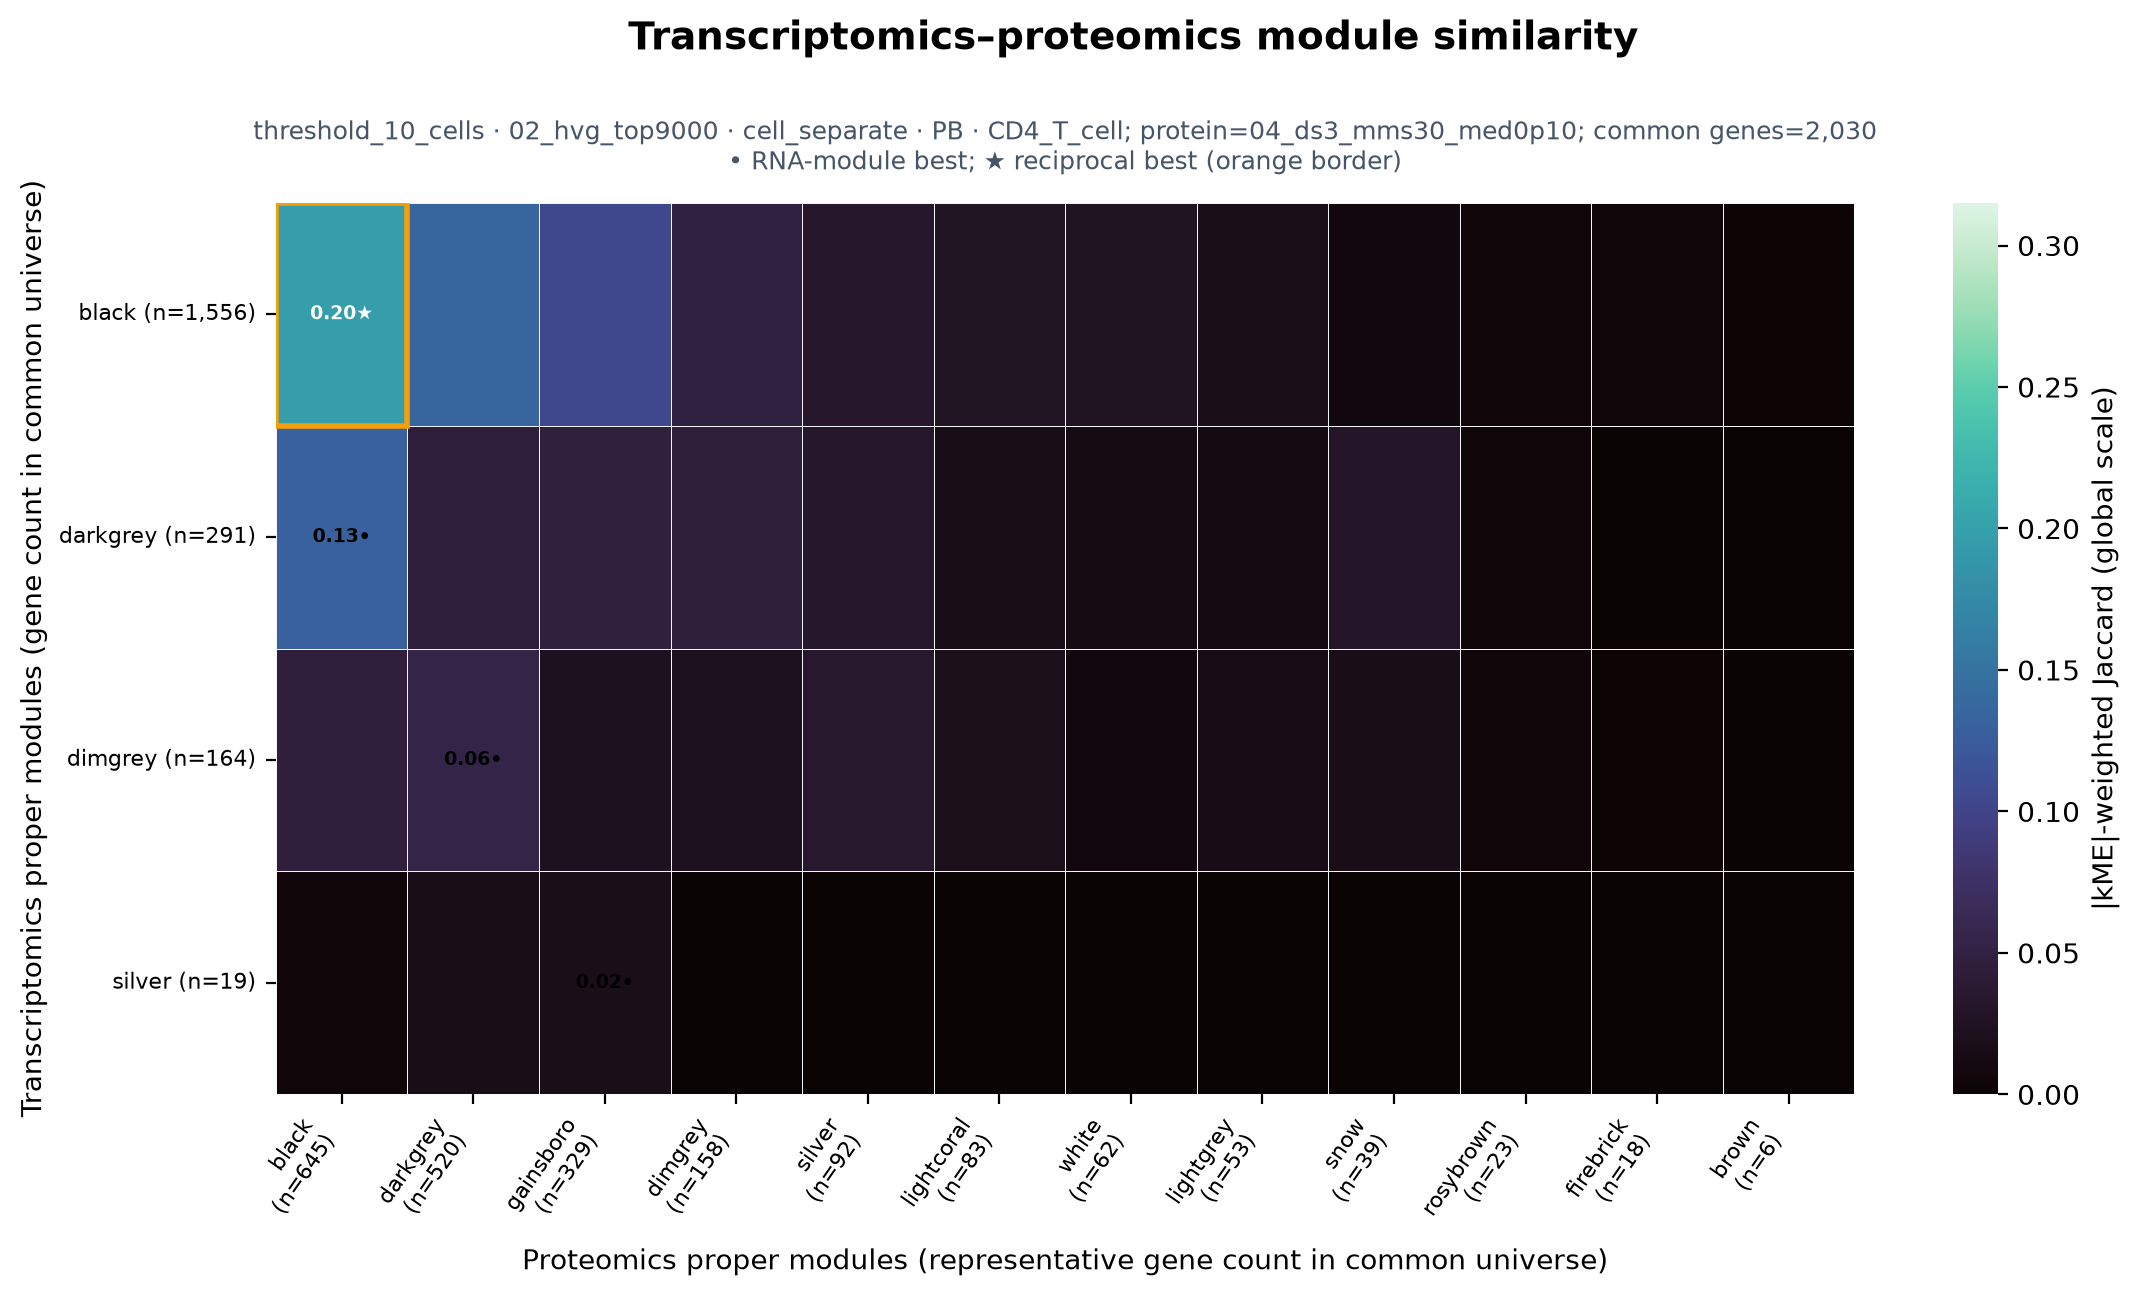 Transcriptomics–proteomics module similarity
threshold_10_cells · 02_hvg_top9000 · cell_separate · PB · CD4_T_cell; protein=04_ds3_mms30_med0p10; common genes=2,030
• RNA-module best; ★ reciprocal best (orange border)
Transcriptomics proper modules (gene count in common universe)
black (n=1,556)
darkgrey (n=291)
dimgrey (n=164)
silver (n=19)
0.20★
0.13•
0.06•
0.02•
black
(n=645)
darkgrey
(n=520)
gainsboro
(n=329)
dimgrey
(n=158)
silver
(n=92)
lightcoral
(n=83)
white
(n=62)
lightgrey
(n=53)
snow
(n=39)
rosybrown
(n=23)
firebrick
(n=18)
brown
(n=6)
Proteomics proper modules (representative gene count in common universe)
0.30
0.25
0.20
0.15
0.10
0.05
0.00
|kME|-weighted Jaccard (global scale)